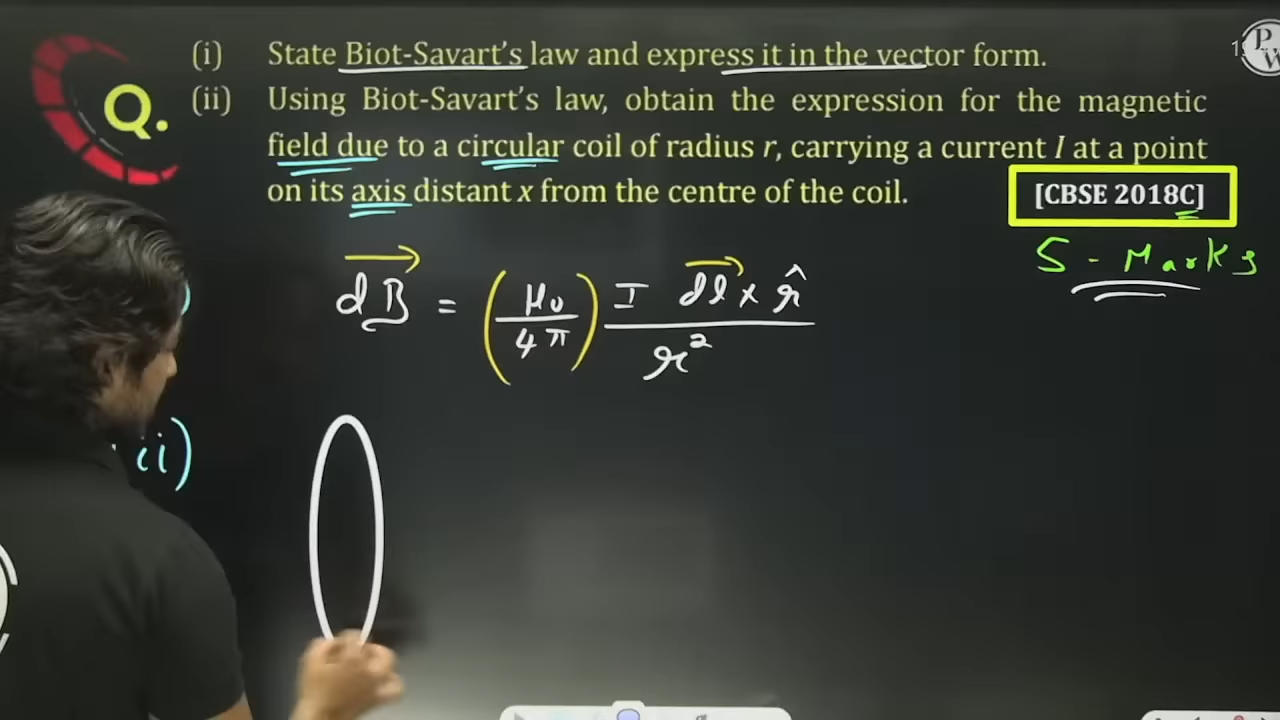 (i) State Biot-Savart's law and express it in the vector form.
Q. (ii) Using Biot-Savart's law, obtain the expression for the magnetic
field due to a circular coil of radius r, carrying a current I at a point
on its axis distant x from the centre of the coil. [CBSE 2018C]
5 - Marks
dB = (μ0/4π) I dl × r̂ / r²
ii)
P
W